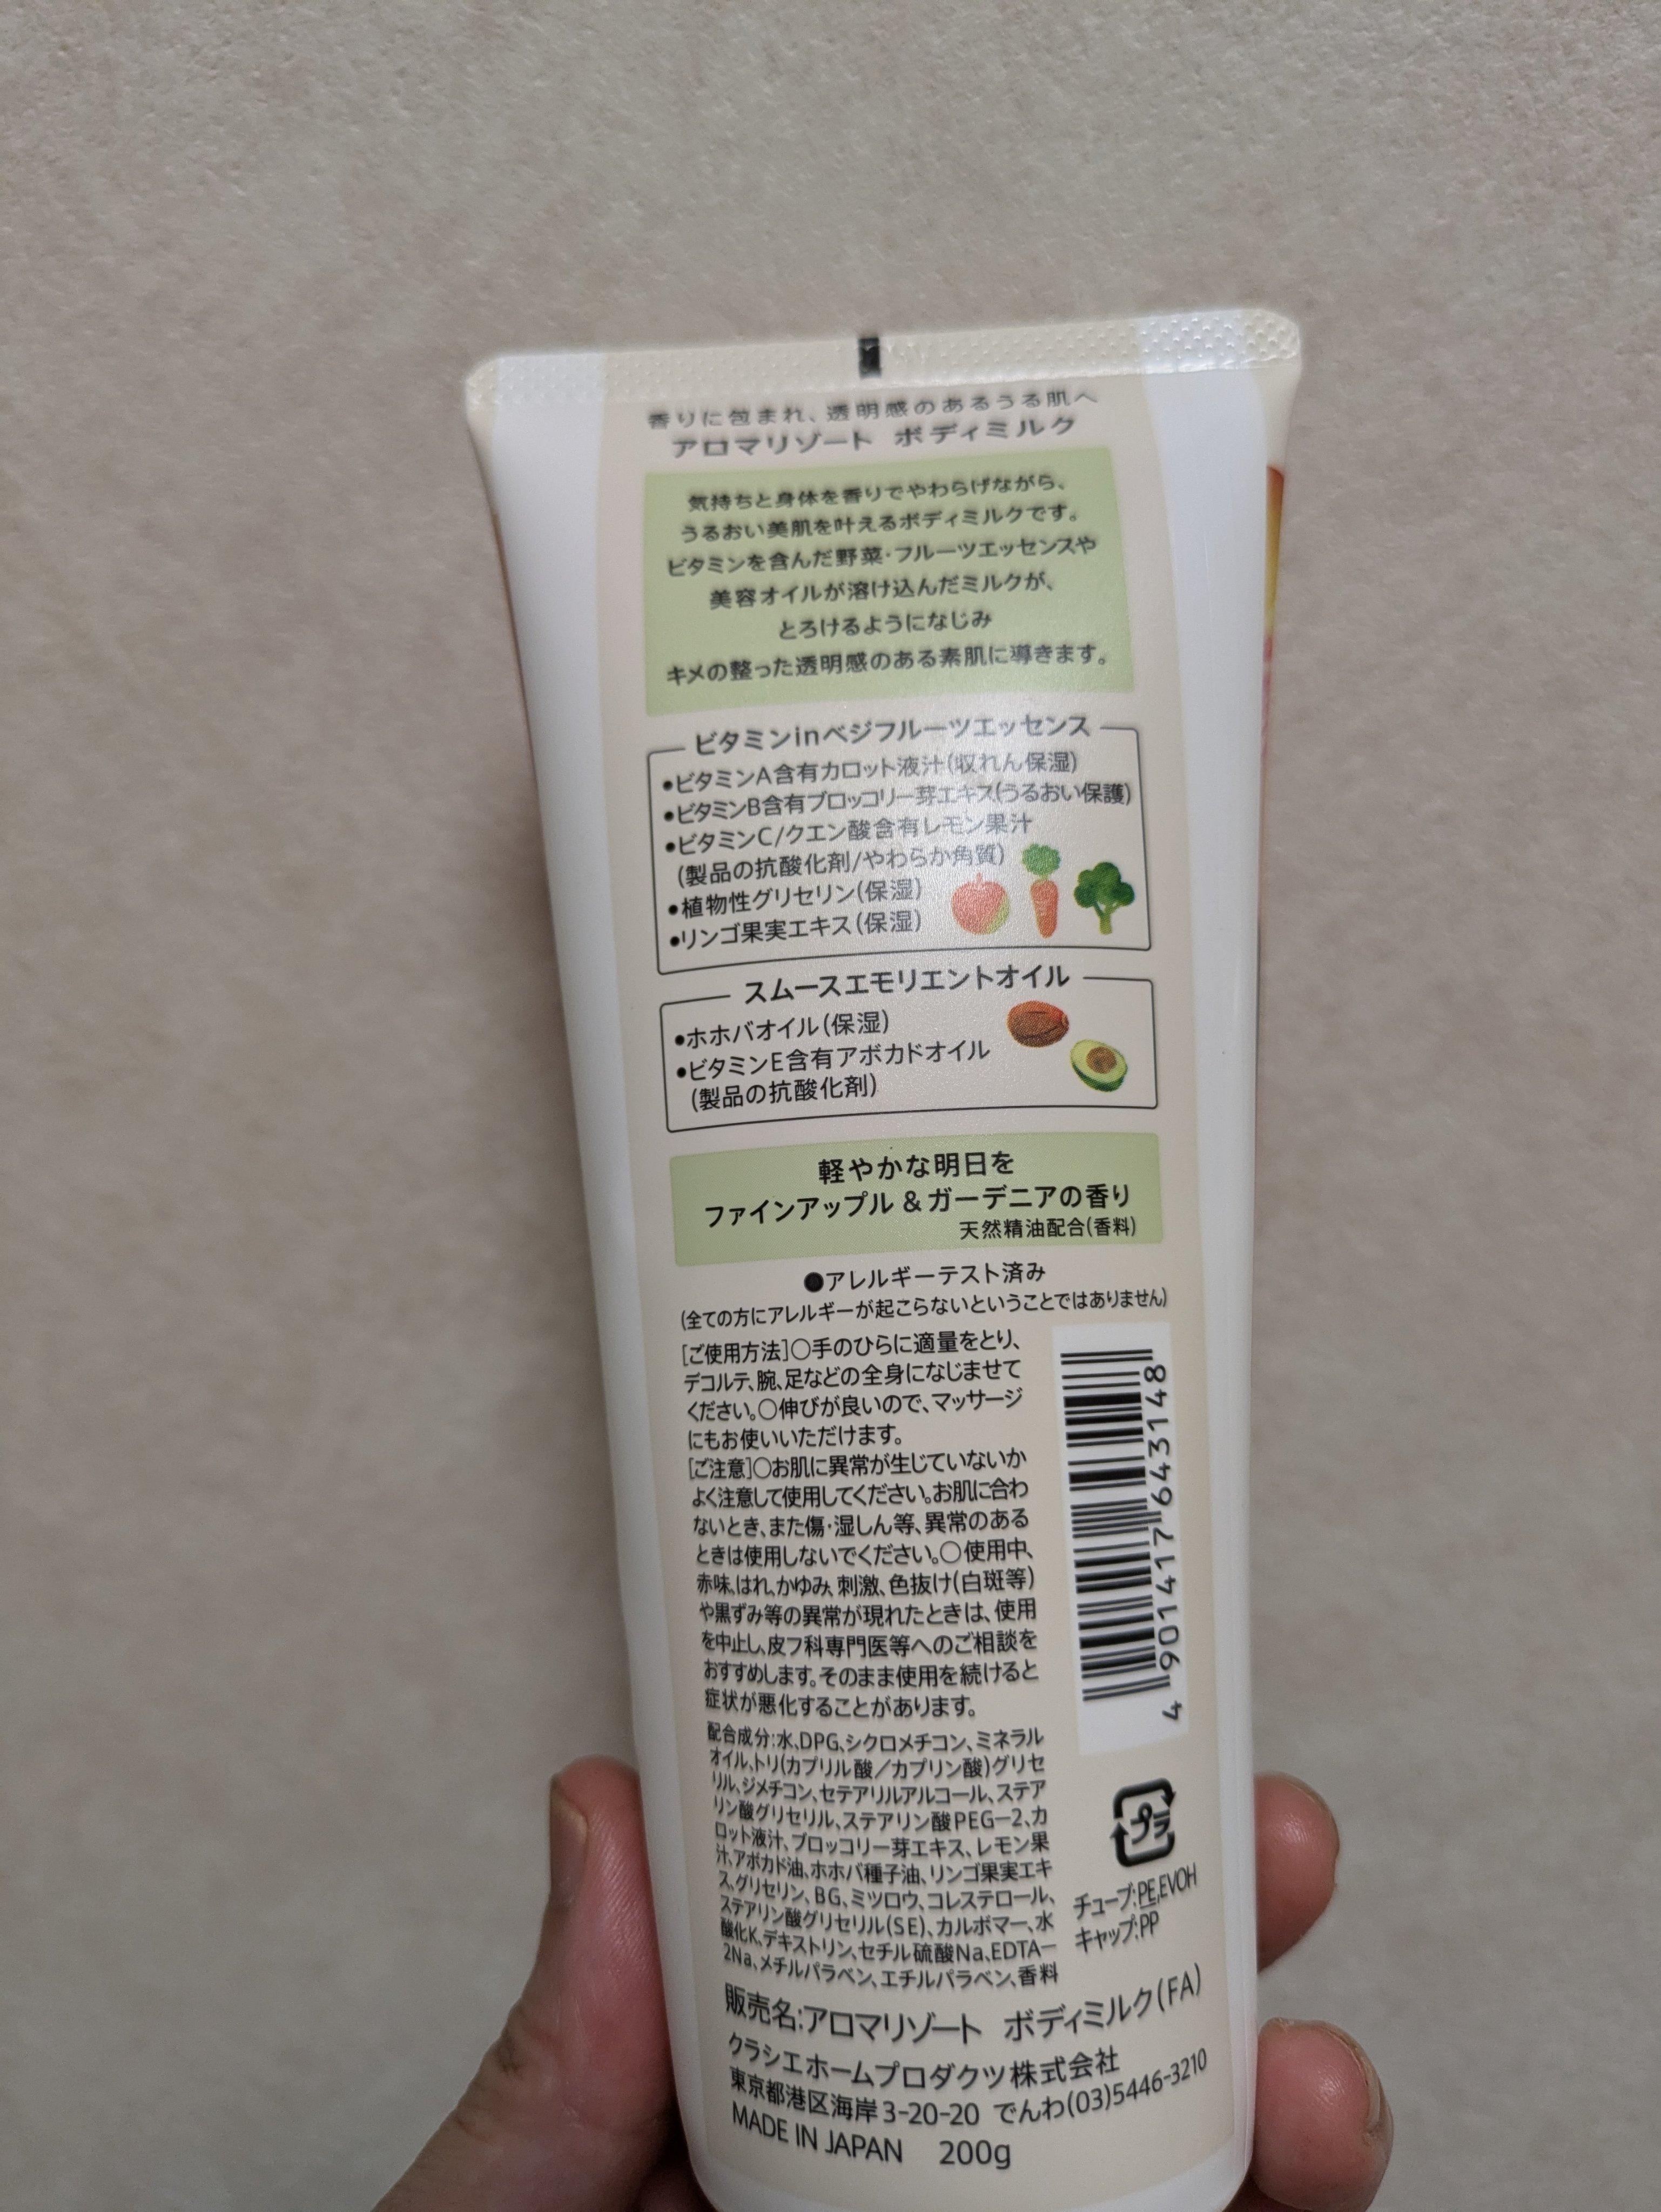 香りに包まれ、透明感のあるうる肌へ
アロマリゾート ボディミルク
気持ちと身体を香りでやわらげながら、
うるおい美肌を叶えるボディミルクです。
ビタミンを含んだ野菜・フルーツエッセンスや
美容オイルが溶け込んだミルクが、
とろけるようになじみ
キメの整った透明感のある素肌に導きます。
ビタミンinベジフルーツエッセンス
●ビタミンA含有カロット液汁(収れん保湿)
●ビタミンB含有ブロッコリー芽エキス(うるおい保護)
●ビタミンC/クエン酸含有レモン果汁
(製品の抗酸化剤/やわらか角質)
●植物性グリセリン(保湿)
●リンゴ果実エキス(保湿)
スムースエモリエントオイル
●ホホバオイル(保湿)
●ビタミンE含有アボカドオイル
(製品の抗酸化剤)
軽やかな明日を
ファインアップル&ガーデニアの香り
天然精油配合(香料)
●アレルギーテスト済み
(全ての方にアレルギーが起こらないということではありません)
[ご使用方法]○手のひらに適量をとり、
デコルテ、腕、足などの全身になじませて
ください。○伸びが良いので、マッサージ
にもお使いいただけます。
[ご注意]○お肌に異常が生じていないか
よく注意して使用してください。お肌に合わ
ないとき、また傷・湿しん等、異常のある
ときは使用しないでください。○使用中、
赤味、はれ、かゆみ、刺激、色抜け(白斑等)
や黒ずみ等の異常が現れたときは、使用
を中止し、皮フ科専門医等へのご相談を
おすすめします。そのまま使用を続けると
症状が悪化することがあります。
配合成分:水、DPG、シクロメチコン、ミネラル
オイル、トリ(カプリル酸/カプリン酸)グリセ
リル、ジメチコン、セテアリルアルコール、ステア
リン酸グリセリル、ステアリン酸PEG-2、カ
ロット液汁、ブロッコリー芽エキス、レモン果
汁、アボカド油、ホホバ種子油、リンゴ果実エキ
ス、グリセリン、BG、ミツロウ、コレステロール、
ステアリン酸グリセリル(SE)、カルボマー、水
酸化K、デキストリン、セチル硫酸Na、EDTA-
2Na、メチルパラベン、エチルパラベン、香料
4 901417 643148
プラ
チューブ:PE,EVOH
キャップ:PP
販売名:アロマリゾート ボディミルク(FA)
クラシエホームプロダクツ株式会社
東京都港区海岸3-20-20 でんわ(03)5446-3210
MADE IN JAPAN 200g